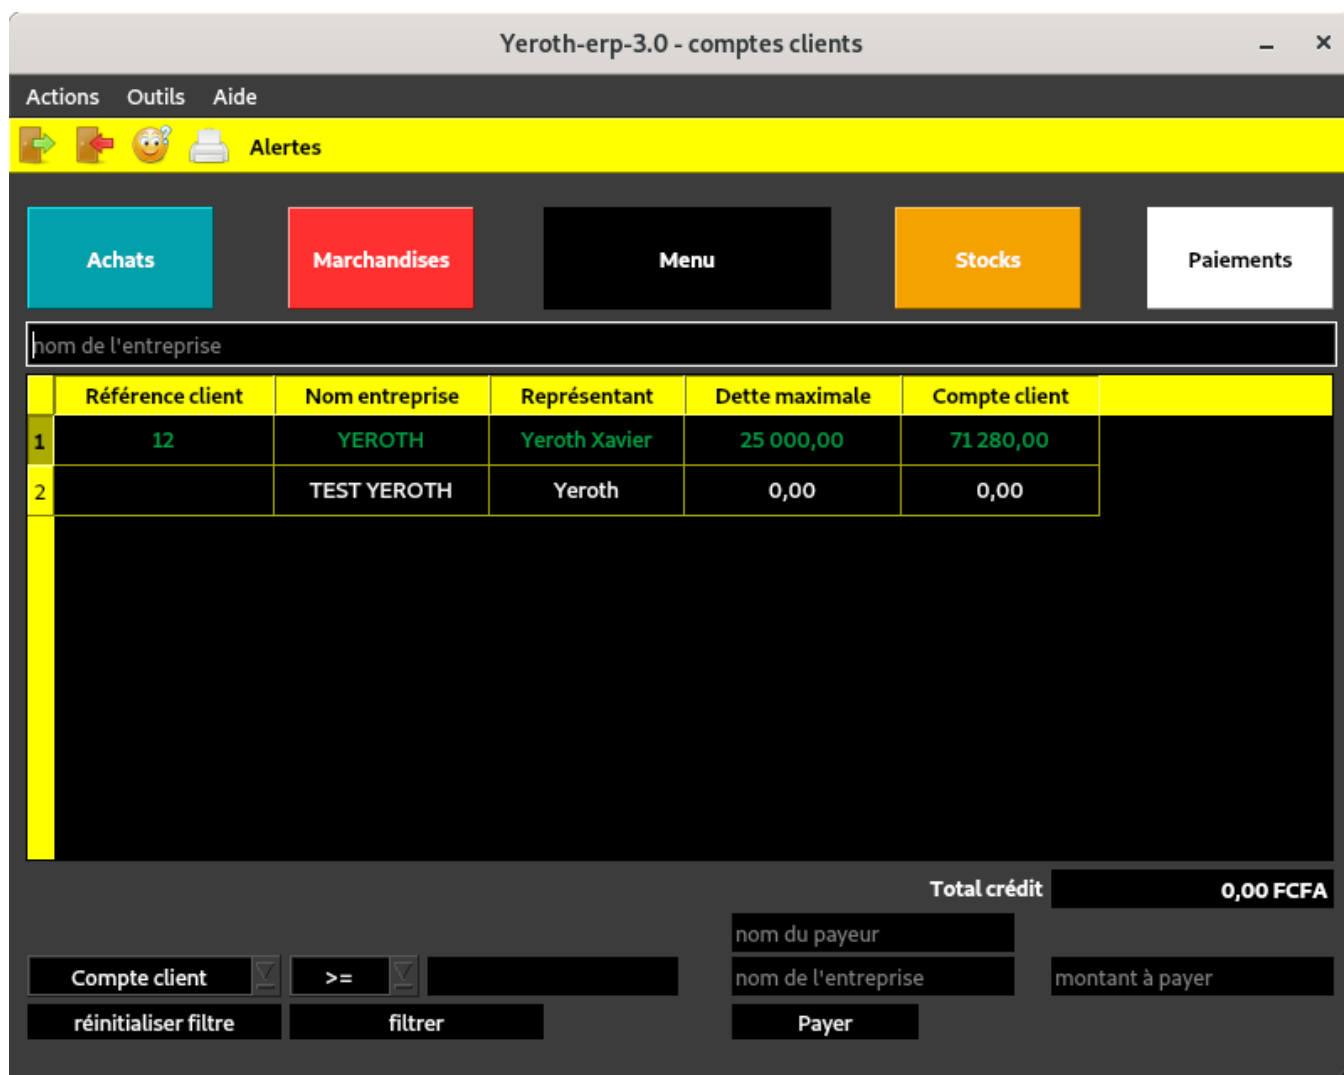 Yeroth-erp-3.0 - comptes clients
Actions Outils Aide
Alertes
Achats Marchandises Menu Stocks Paiements
nom de l'entreprise
Référence client Nom entreprise Représentant Dette maximale Compte client
1 12 YEROTH Yeroth Xavier 25 000,00 71 280,00
2 TEST YEROTH Yeroth 0,00 0,00
Total crédit 0,00 FCFA
nom du payeur
Compte client >= nom de l'entreprise montant à payer
réinitialiser filtre filtrer Payer